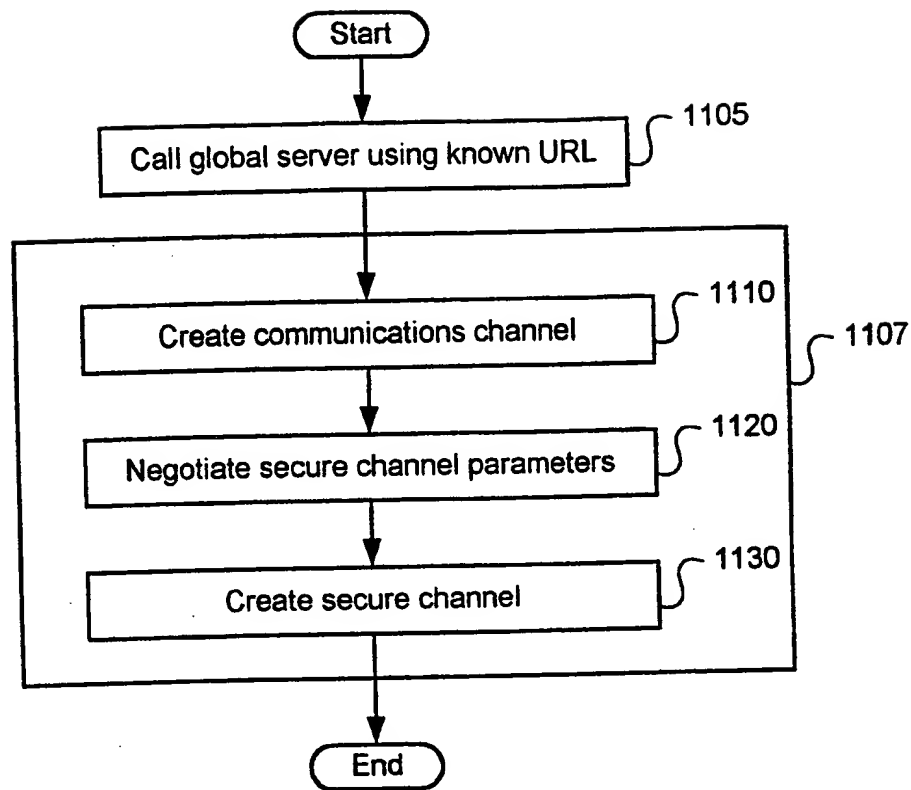 Start
Call global server using known URL
1105
Create communications channel
1110
1107
Negotiate secure channel parameters
1120
Create secure channel
1130
End